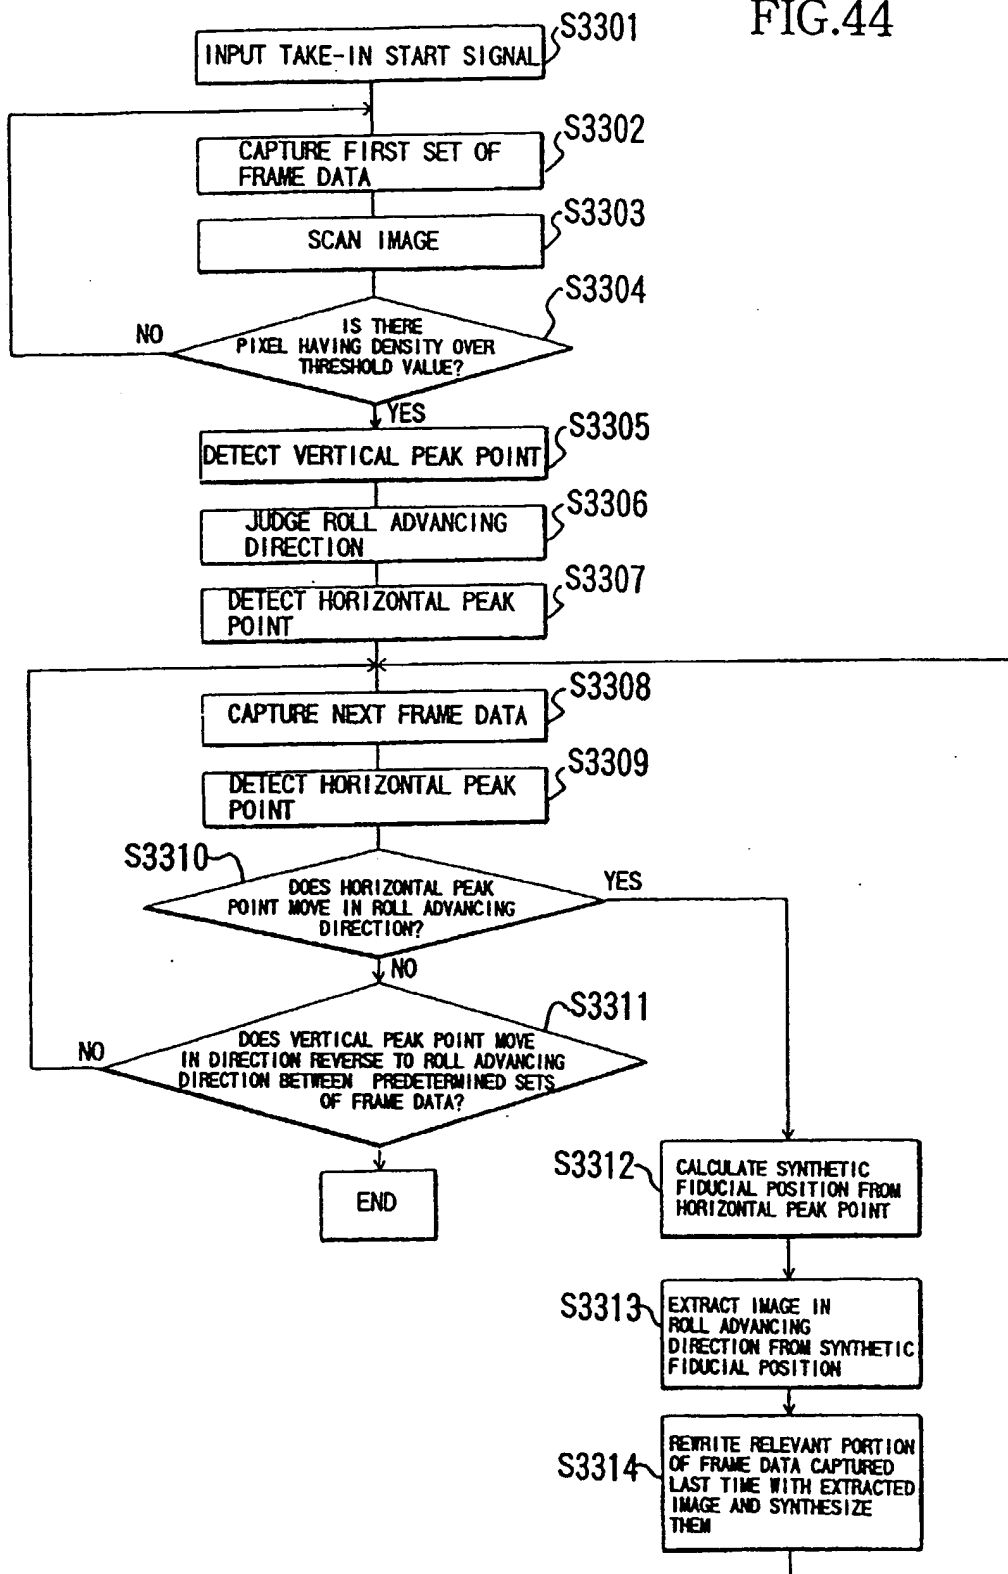 FIG.44
S3301
INPUT TAKE-IN START SIGNAL
S3302
CAPTURE FIRST SET OF
FRAME DATA
S3303
SCAN IMAGE
S3304
IS THERE
PIXEL HAVING DENSITY OVER
THRESHOLD VALUE?
NO
YES
S3305
DETECT VERTICAL PEAK POINT
S3306
JUDGE ROLL ADVANCING
DIRECTION
S3307
DETECT HORIZONTAL PEAK
POINT
S3308
CAPTURE NEXT FRAME DATA
S3309
DETECT HORIZONTAL PEAK
POINT
S3310
DOES HORIZONTAL PEAK
POINT MOVE IN ROLL ADVANCING
DIRECTION?
YES
NO
S3311
DOES VERTICAL PEAK POINT MOVE
IN DIRECTION REVERSE TO ROLL ADVANCING
DIRECTION BETWEEN PREDETERMINED SETS
OF FRAME DATA?
NO
END
S3312
CALCULATE SYNTHETIC
FIDUCIAL POSITION FROM
HORIZONTAL PEAK POINT
S3313
EXTRACT IMAGE IN
ROLL ADVANCING
DIRECTION FROM SYNTHETIC
FIDUCIAL POSITION
S3314
REWRITE RELEVANT PORTION
OF FRAME DATA CAPTURED
LAST TIME WITH EXTRACTED
IMAGE AND SYNTHESIZE
THEM